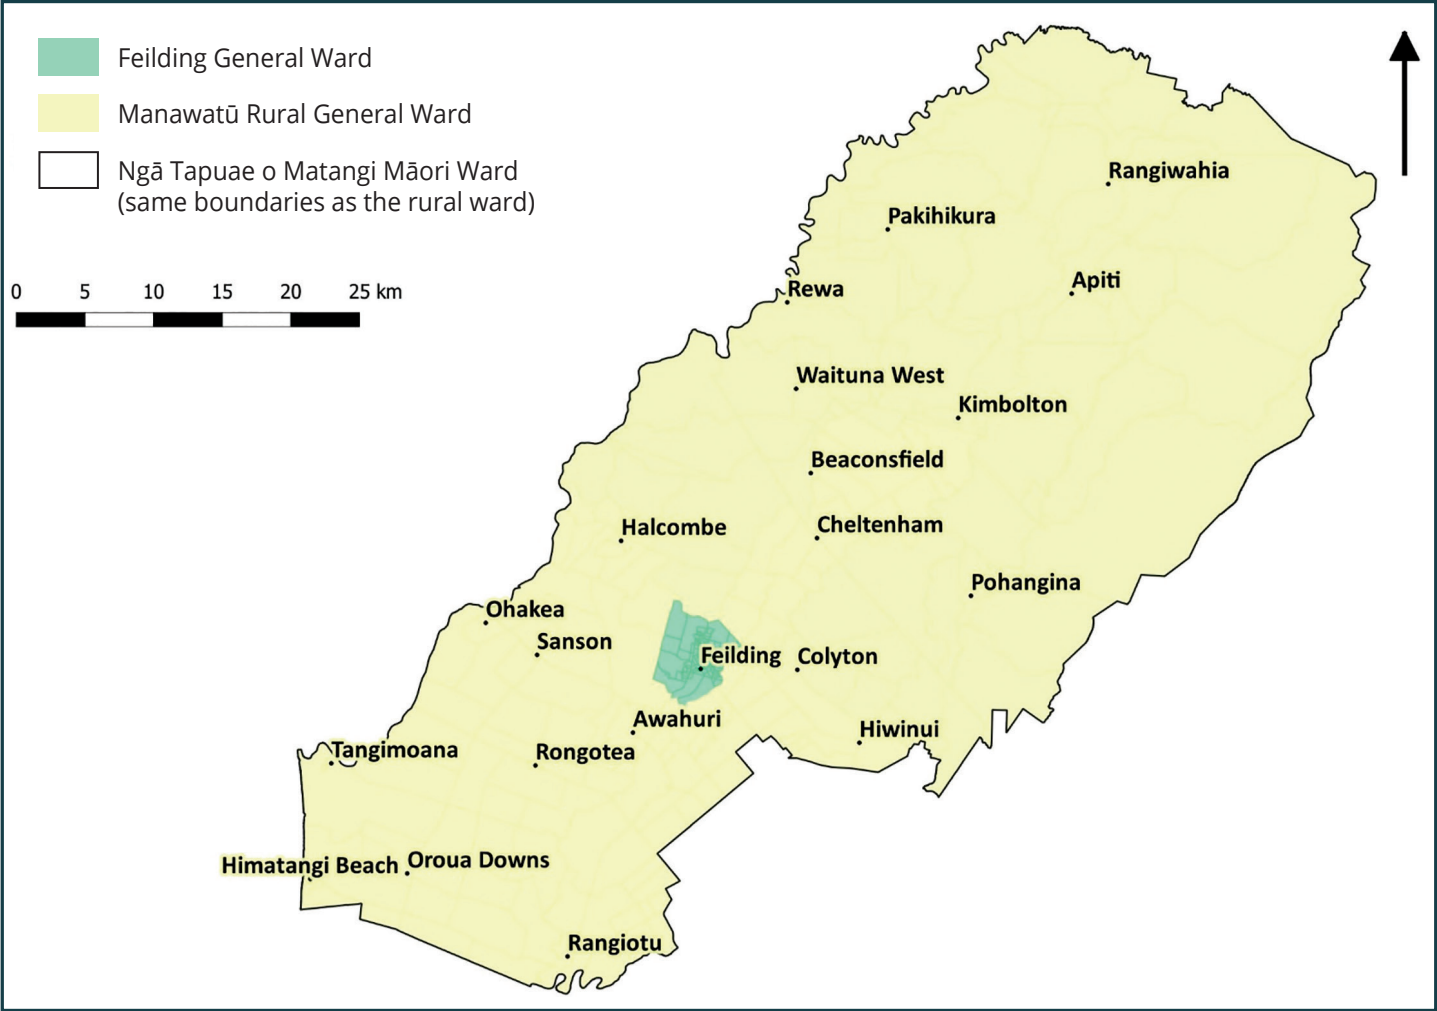 Feilding General Ward
Manawatū Rural General Ward
Ngā Tapuae o Matangi Māori Ward
(same boundaries as the rural ward)
0 5 10 15 20 25 km
Rangiwahia
Pakihikura
Apiti
Rewa
Waituna West
Kimbolton
Beaconsfield
Cheltenham
Halcombe
Pohangina
Ohakea
Sanson
Feilding
Colyton
Awahuri
Hiwinui
Tangimoana
Rongotea
Himatangi Beach
Oroua Downs
Rangiotu